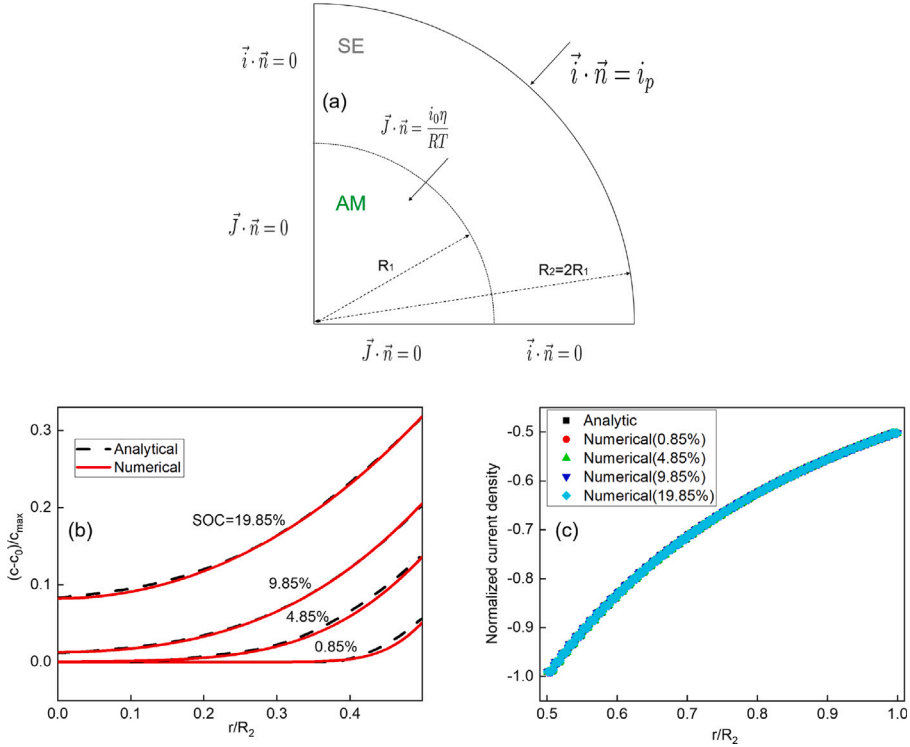 SE
i⃗ · n⃗ = 0
i⃗ · n⃗ = iₚ
(a)
J⃗ · n⃗ = i₀η / RT
AM
J⃗ · n⃗ = 0
R₁
R₂=2R₁
J⃗ · n⃗ = 0
i⃗ · n⃗ = 0
Analytical
Numerical
(b)
SOC=19.85%
9.85%
4.85%
0.85%
(c-c₀)/cₘₐₓ
0.3
0.2
0.1
0.0
0.0 0.1 0.2 0.3 0.4
r/R₂
Analytic
Numerical(0.85%)
Numerical(4.85%)
Numerical(9.85%)
Numerical(19.85%)
(c)
Normalized current density
-0.5
-0.6
-0.7
-0.8
-0.9
-1.0
0.5 0.6 0.7 0.8 0.9 1.0
r/R₂